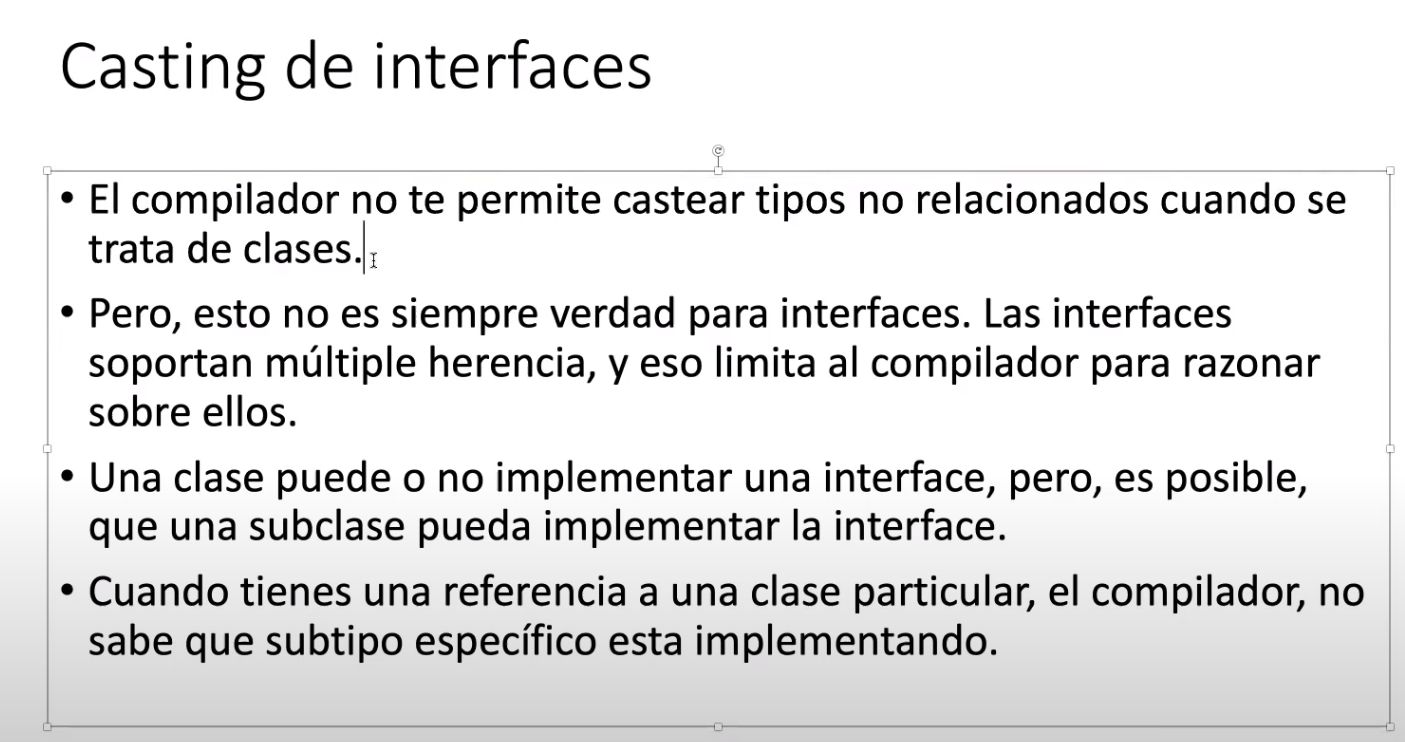 Casting de interfaces
• El compilador no te permite castear tipos no relacionados cuando se
trata de clases.
• Pero, esto no es siempre verdad para interfaces. Las interfaces
soportan múltiple herencia, y eso limita al compilador para razonar
sobre ellos.
• Una clase puede o no implementar una interface, pero, es posible,
que una subclase pueda implementar la interface.
• Cuando tienes una referencia a una clase particular, el compilador, no
sabe que subtipo específico esta implementando.